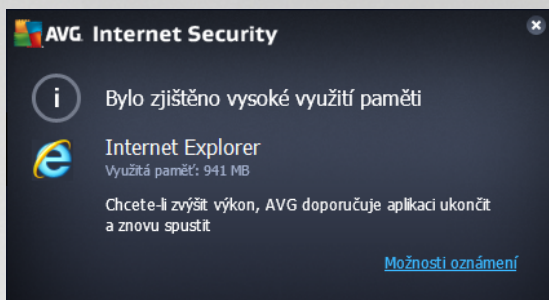 AVG. Internet Security
Bylo zjištěno vysoké využití paměti
Internet Explorer
Využitá paměť: 941 MB
Chcete-li zvýšit výkon, AVG doporučuje aplikaci ukončit
a znovu spustit
Možnosti oznámení